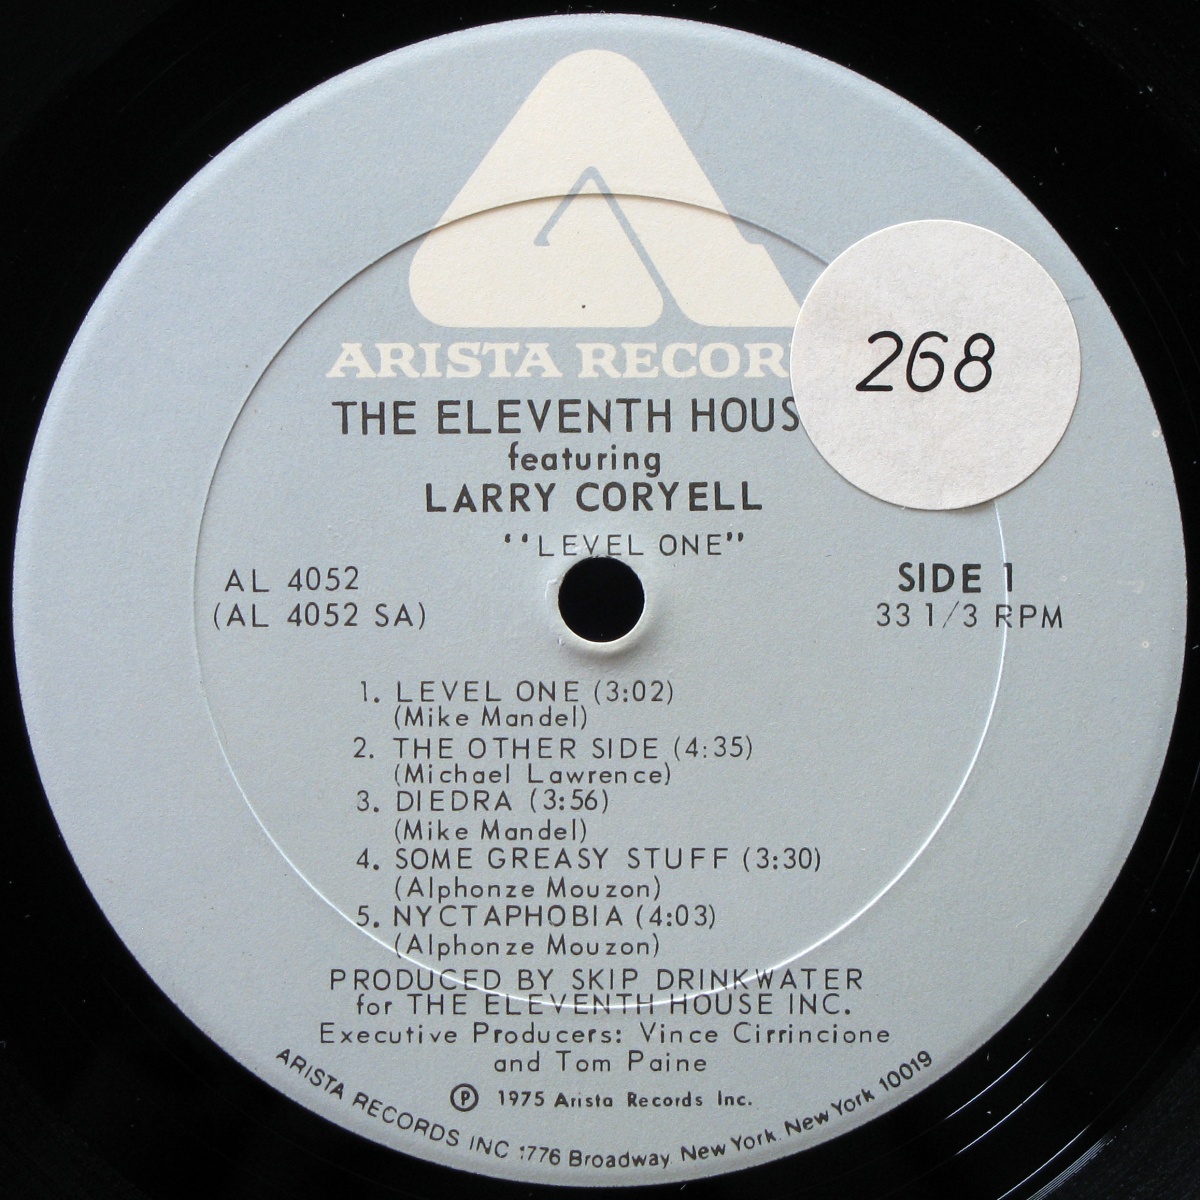 ARISTA RECOR
268
THE ELEVENTH HOUS
featuring
LARRY CORYELL
"LEVEL ONE"
AL 4052
(AL 4052 SA)
SIDE 1
33 1/3 RPM
1. LEVEL ONE (3:02)
(Mike Mandel)
2. THE OTHER SIDE (4:35)
(Michael Lawrence)
3. DIEDRA (3:56)
(Mike Mandel)
4. SOME GREASY STUFF (3:30)
(Alphonze Mouzon)
5. NYCTAPHOBIA (4:03)
(Alphonze Mouzon)
PRODUCED BY SKIP DRINKWATER
for THE ELEVENTH HOUSE INC.
Executive Producers: Vince Cirrincione
and Tom Paine
Ⓟ 1975 Arista Records Inc.
ARISTA RECORDS INC 1776 Broadway. New York. New York 10019